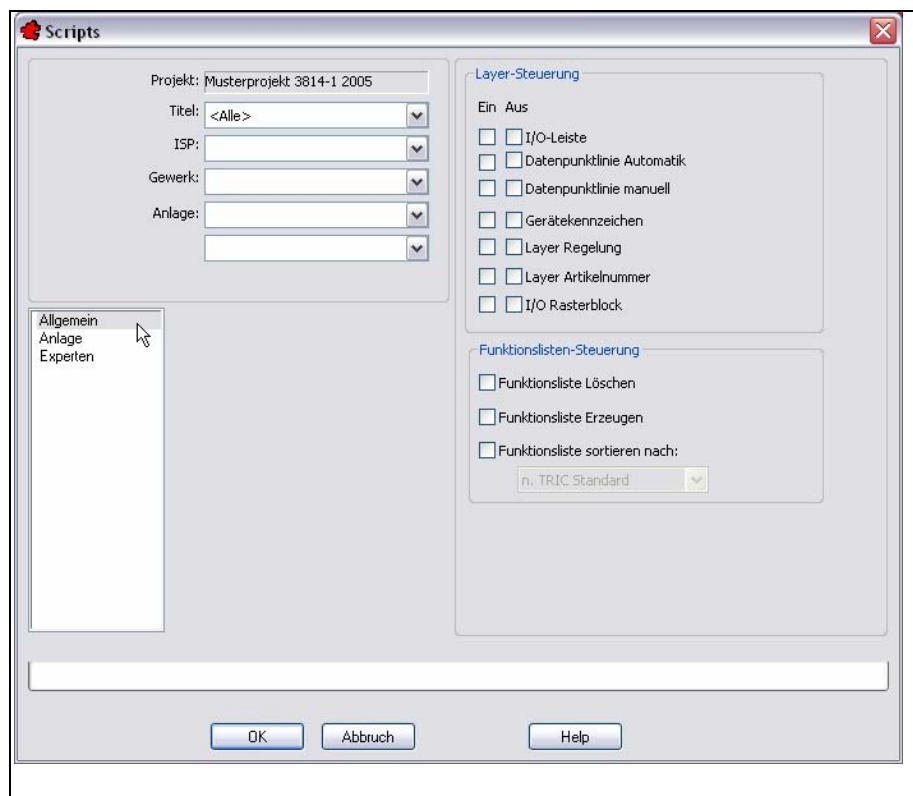 Scripts
Projekt: Musterprojekt 3814-1 2005
Titel: <Alle>
ISP:
Gewerk:
Anlage:
Allgemein
Anlage
Experten
Layer-Steuerung
Ein Aus
I/O-Leiste
Datenpunktlinie Automatik
Datenpunktlinie manuell
Gerätekennzeichen
Layer Regelung
Layer Artikelnummer
I/O Rasterblock
Funktionslisten-Steuerung
Funktionsliste Löschen
Funktionsliste Erzeugen
Funktionsliste sortieren nach:
n. TRIC Standard
OK Abbruch Help